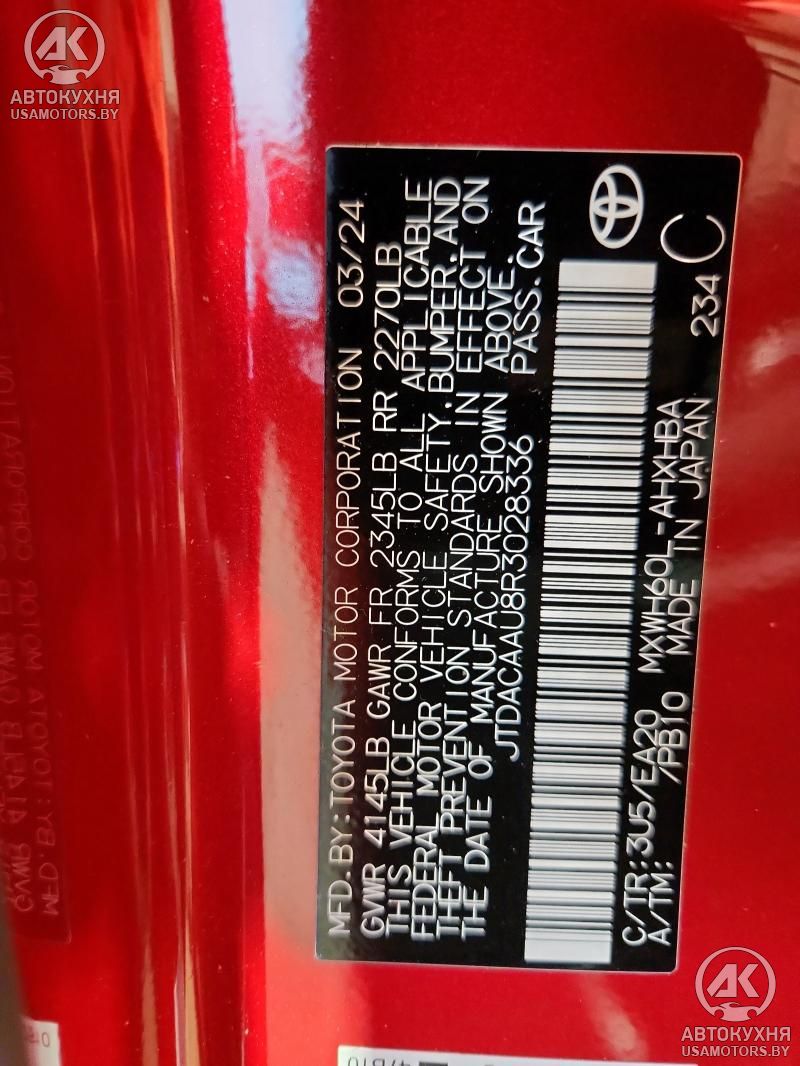 AK
АВТОКУХНЯ
USAMOTORS.BY
MFD.BY:TOYOTA MOTOR CORPORATION 03/24
GVWR 4145LB GAWR FR 2345LB RR 2270LB
THIS VEHICLE CONFORMS TO ALL APPLICABLE
FEDERAL MOTOR VEHICLE SAFETY,BUMPER,AND
THEFT PREVENTION STANDARDS IN EFFECT ON
THE DATE OF MANUFACTURE SHOWN ABOVE.
JTDACAAU8R3028336 PASS.CAR
C/TR:3U5/EA20 MXWH60L-AHXHBA
A/TM: /PB10 MADE IN JAPAN 234 C
AK
АВТОКУХНЯ
USAMOTORS.BY